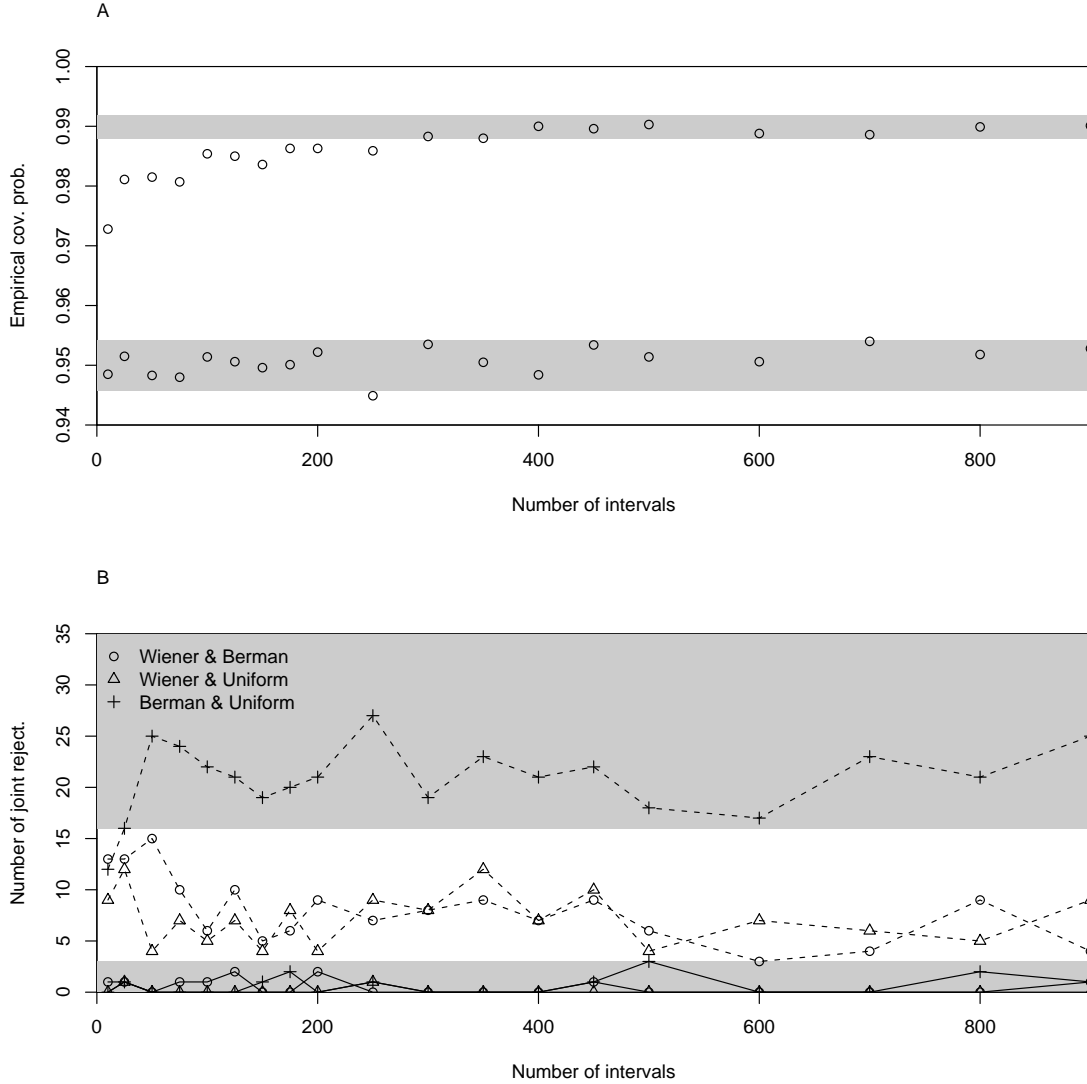 A
Empirical cov. prob.
1.00
0.99
0.98
0.97
0.96
0.95
0.94
0 200 400 600 800
Number of intervals
B
Number of joint reject.
35
30
25
20
15
10
5
0
Wiener & Berman
Wiener & Uniform
Berman & Uniform
0 200 400 600 800
Number of intervals